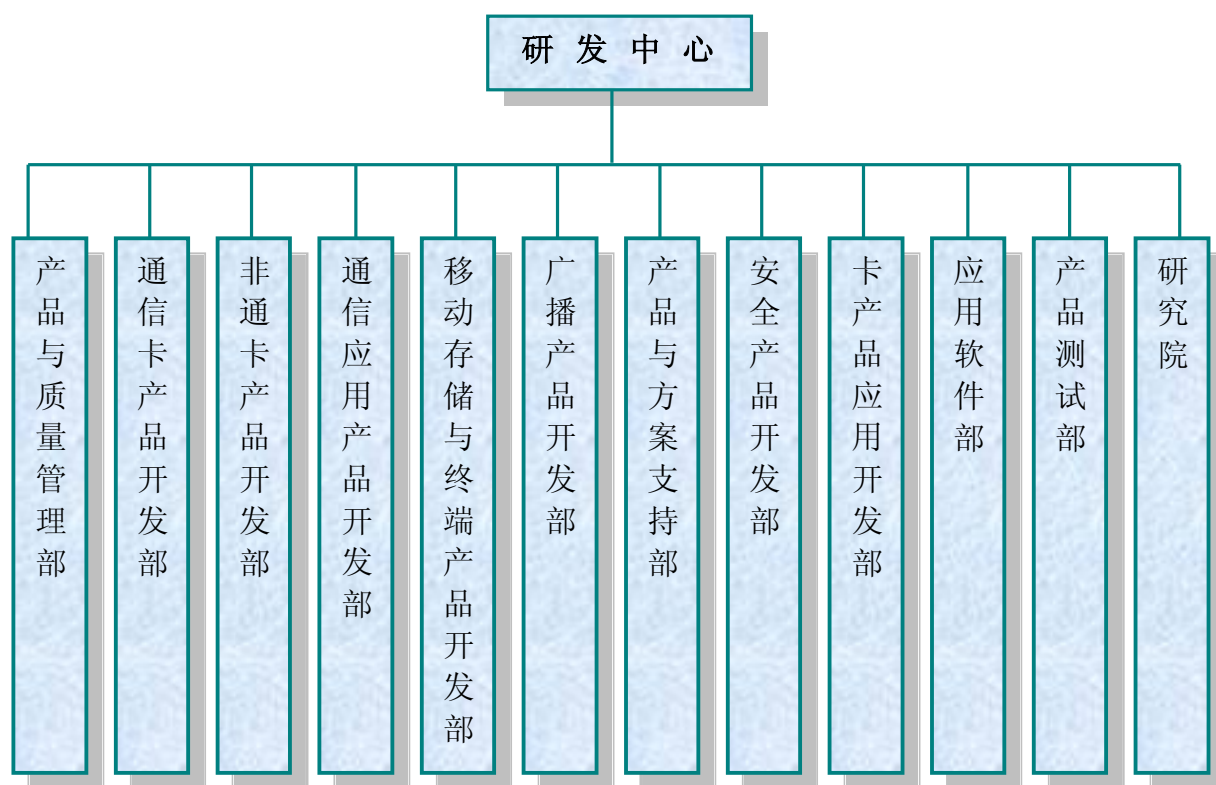 研发中心
产品与质量管理部
通信卡产品开发部
非通卡产品开发部
通信应用产品开发部
移动存储与终端产品开发部
广播产品开发部
产品与方案支持部
安全产品开发部
卡产品应用开发部
应用软件部
产品测试部
研究院